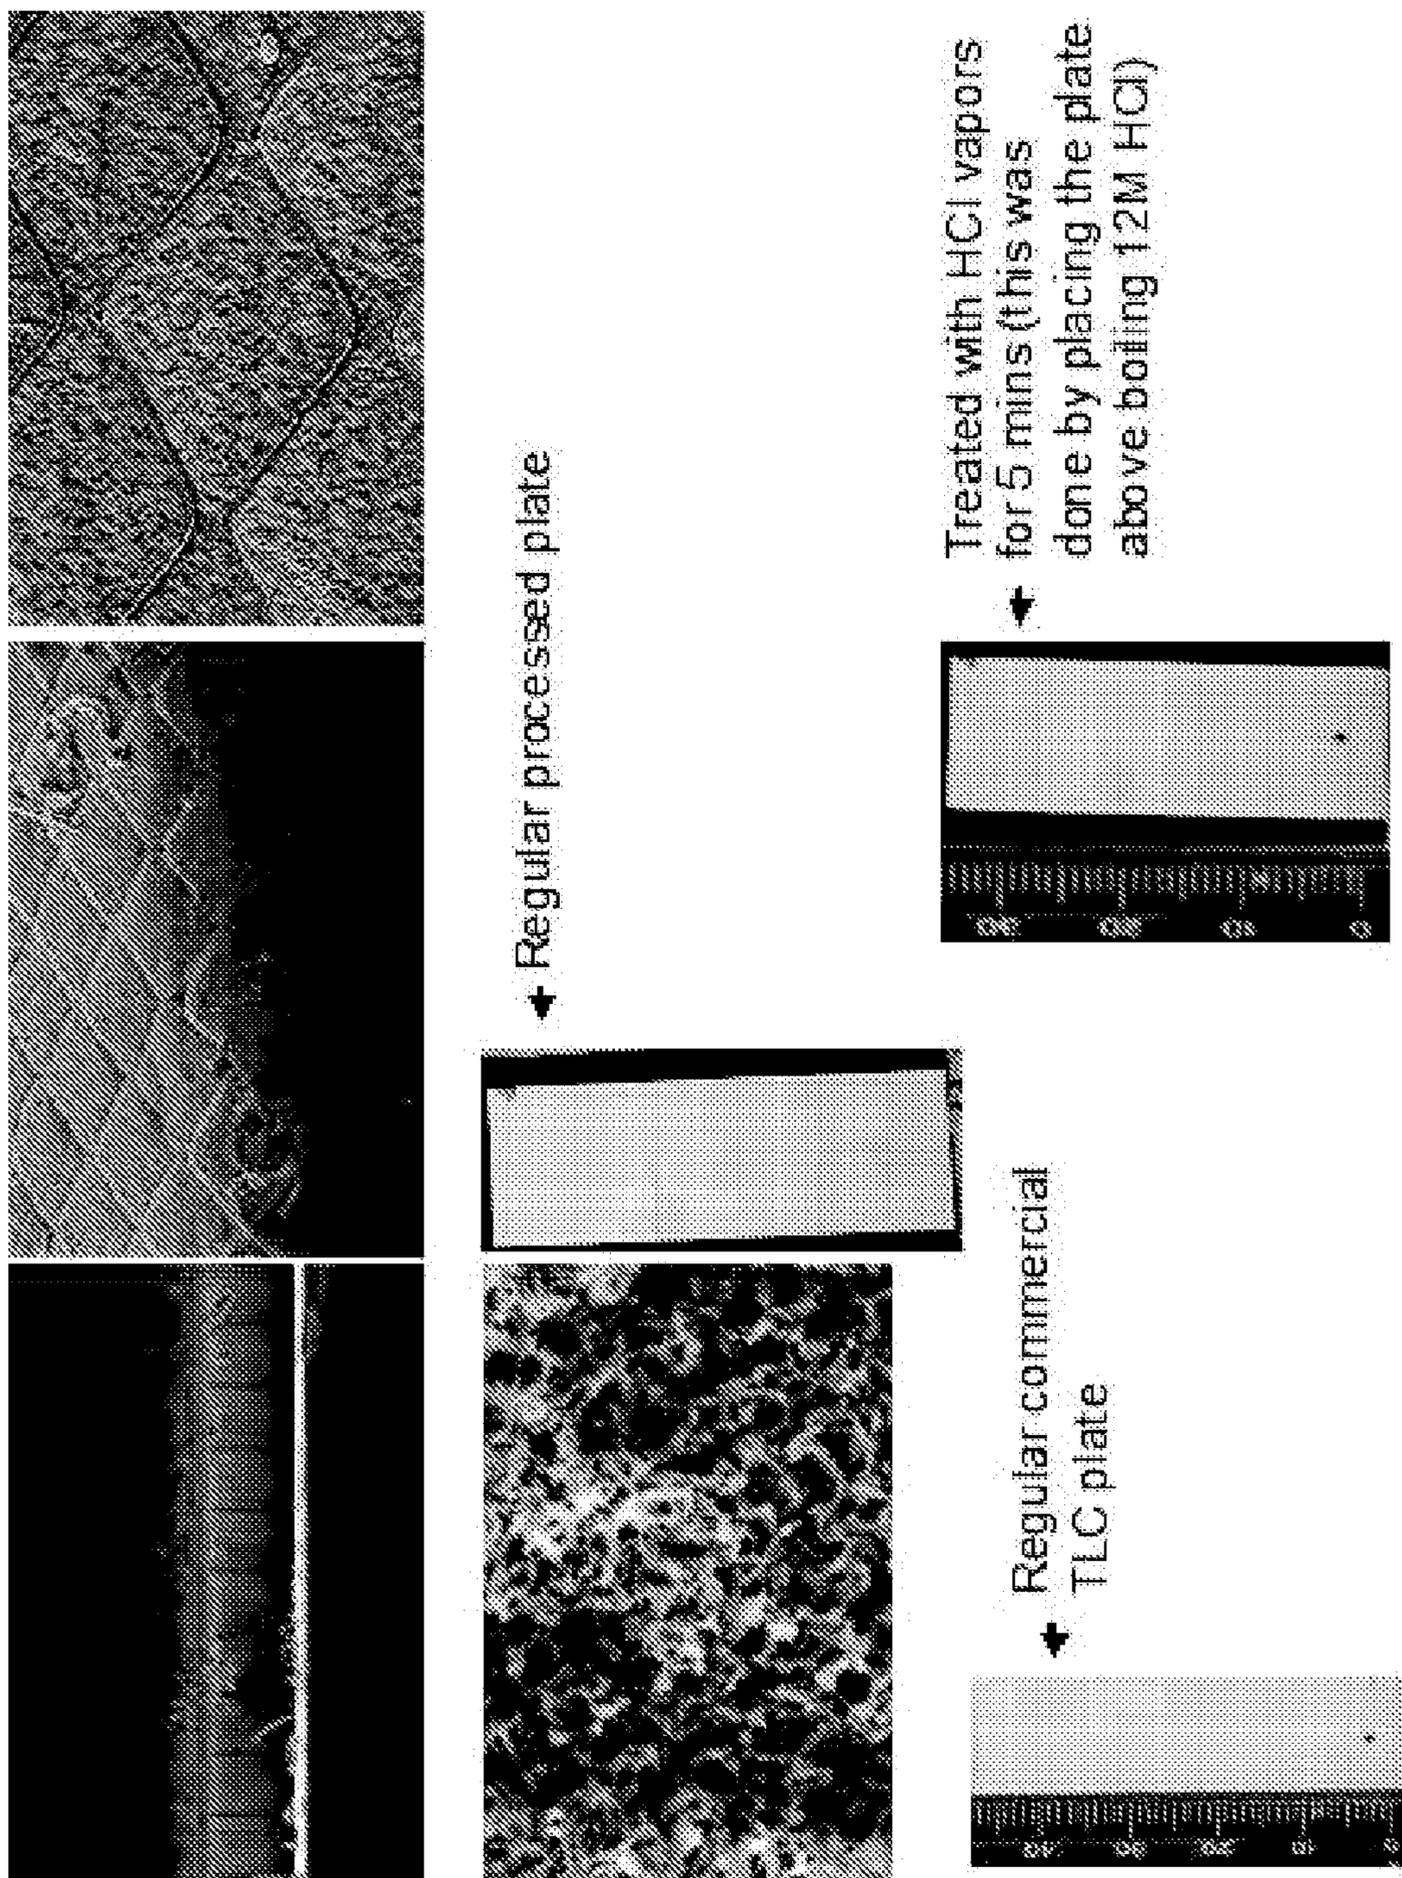 Regular processed plate
Treated with HCl vapors
for 5 mins (this was
done by placing the plate
above boiling 12M HCl)
Regular commercial
TLC plate